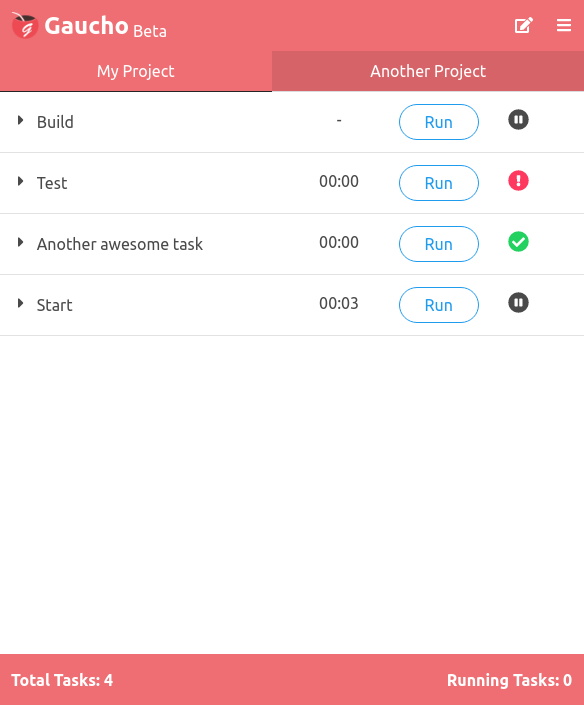 Gaucho Beta
My Project Another Project
Build - Run
Test 00:00 Run
Another awesome task 00:00 Run
Start 00:03 Run
Total Tasks: 4 Running Tasks: 0